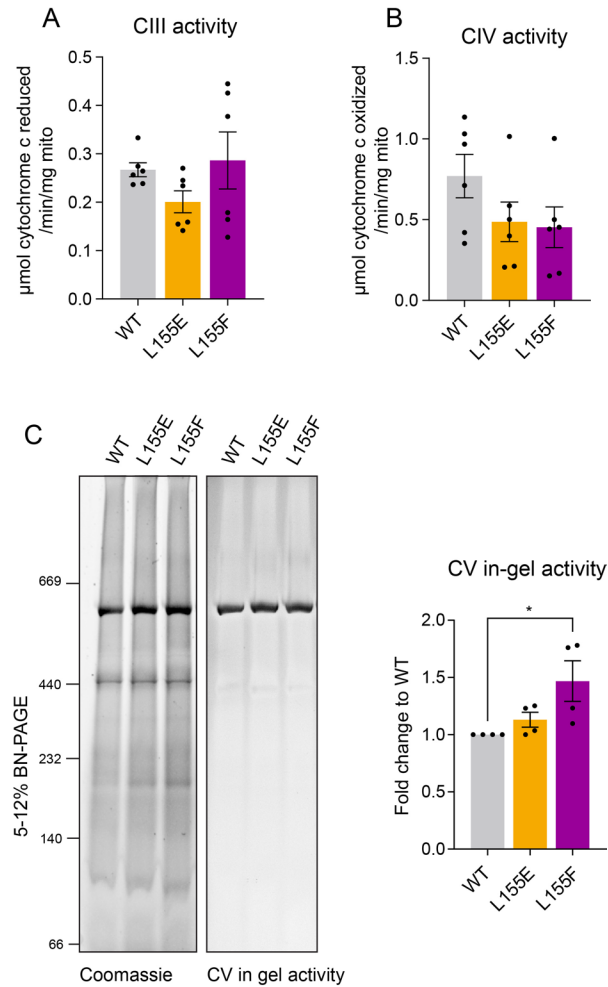 A
CIII activity
µmol cytochrome c reduced
/min/mg mito
0.5
0.4
0.3
0.2
0.1
0.0
WT
L155E
L155F
B
CIV activity
µmol cytochrome c oxidized
/min/mg mito
1.5
1.0
0.5
0.0
WT
L155E
L155F
C
WT
L155E
L155F
WT
L155E
L155F
5-12% BN-PAGE
669
440
232
140
66
Coomassie
CV in gel activity
CV in-gel activity
Fold change to WT
2.0
1.5
1.0
0.5
0.0
*
WT
L155E
L155F